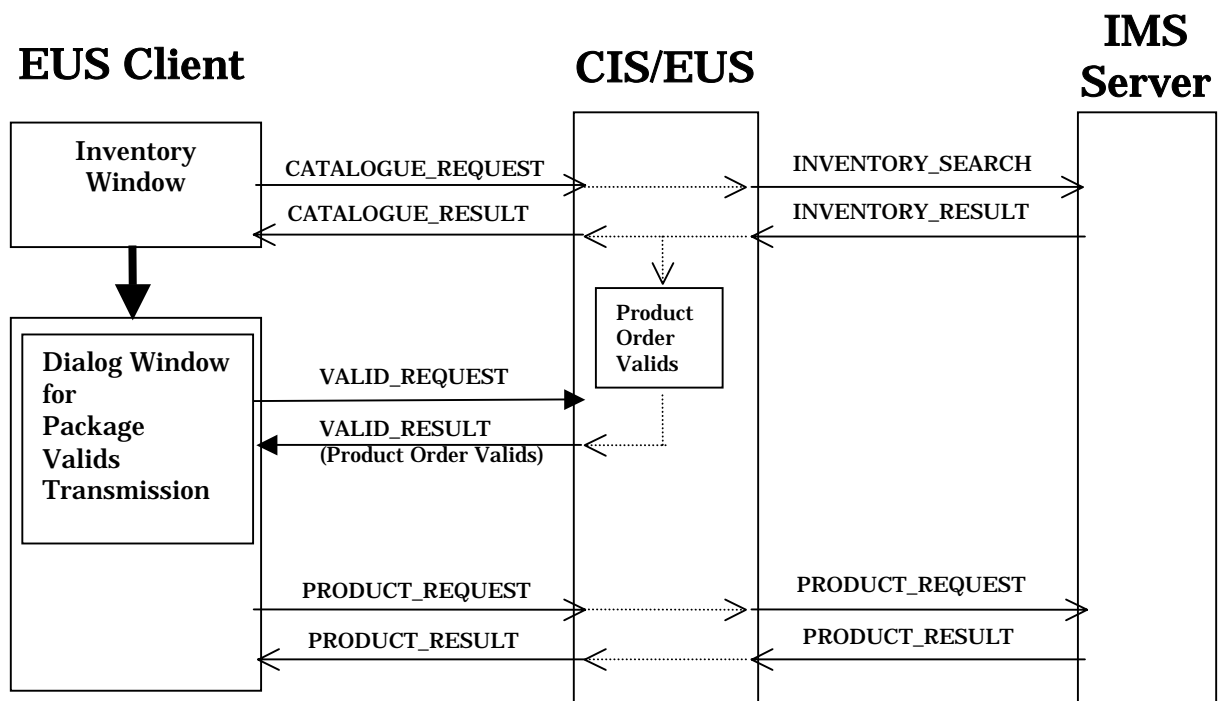 EUS Client
CIS/EUS
IMS
Server
Inventory
Window
CATALOGUE_REQUEST
INVENTORY_SEARCH
CATALOGUE_RESULT
INVENTORY_RESULT
Product
Order
Valids
Dialog Window
for
Package
Valids
Transmission
VALID_REQUEST
VALID_RESULT
(Product Order Valids)
PRODUCT_REQUEST
PRODUCT_REQUEST
PRODUCT_RESULT
PRODUCT_RESULT